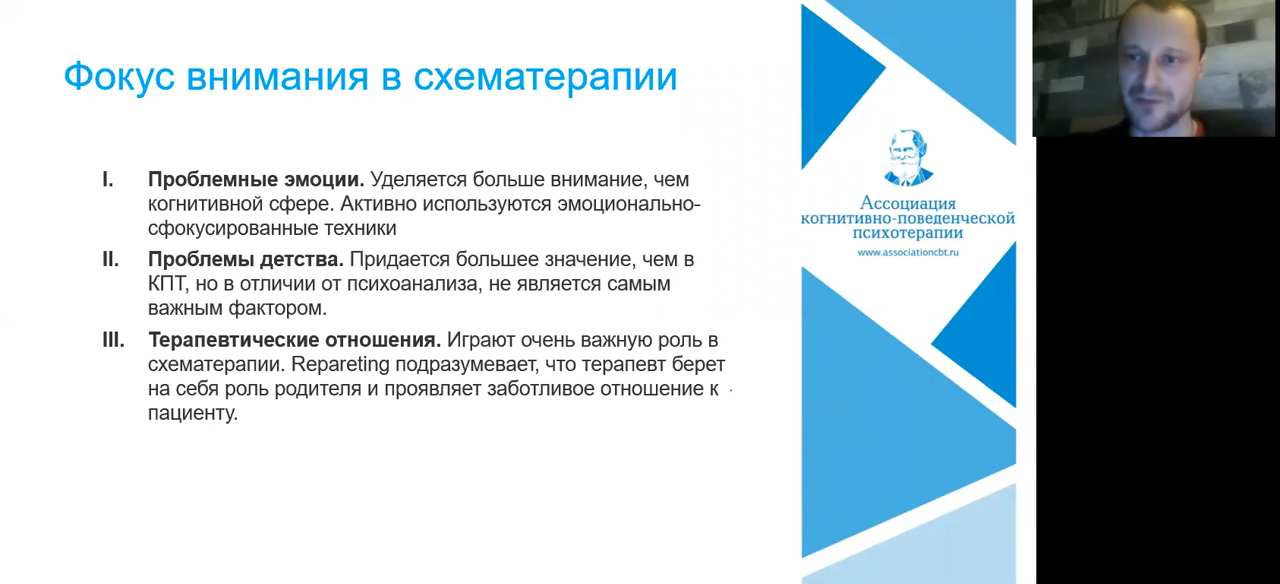 Фокус внимания в схематерапии
I. Проблемные эмоции. Уделяется больше внимание, чем
когнитивной сфере. Активно используются эмоционально-
сфокусированные техники
II. Проблемы детства. Придается большее значение, чем в
КПТ, но в отличии от психоанализа, не является самым
важным фактором.
III. Терапевтические отношения. Играют очень важную роль в
схематерапии. Repareting подразумевает, что терапевт берет
на себя роль родителя и проявляет заботливое отношение к
пациенту.
Ассоциация
когнитивно-поведенческой
психотерапии
www.associationcbt.ru